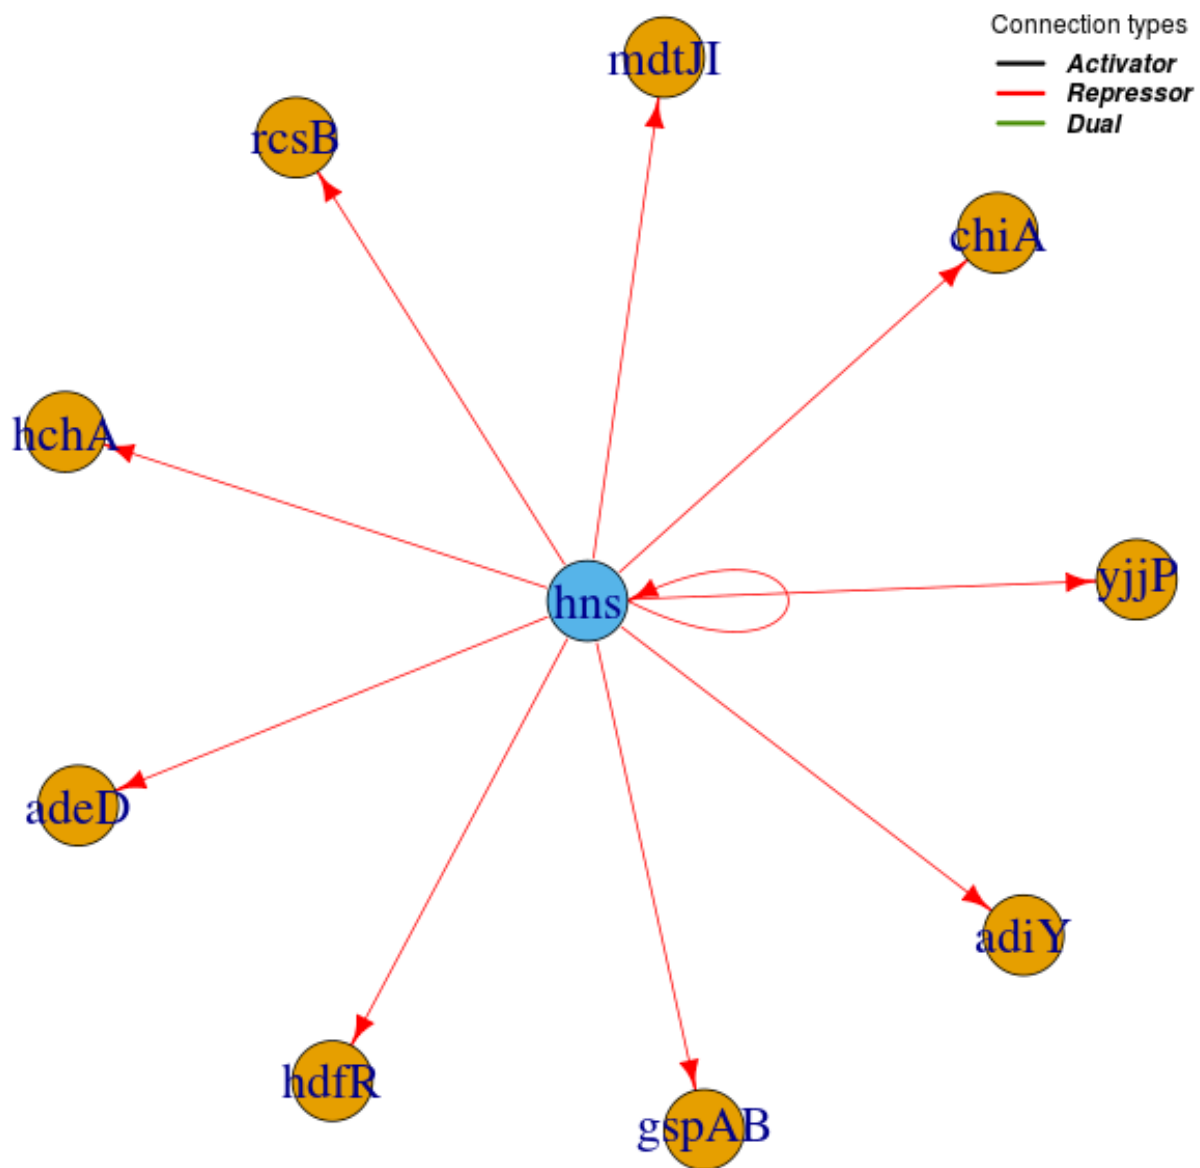 Connection types
Activator
Repressor
Dual
mdtJI
rcsB
chiA
hchA
yjjP
hns
adeD
adiY
hdfR
gspAB